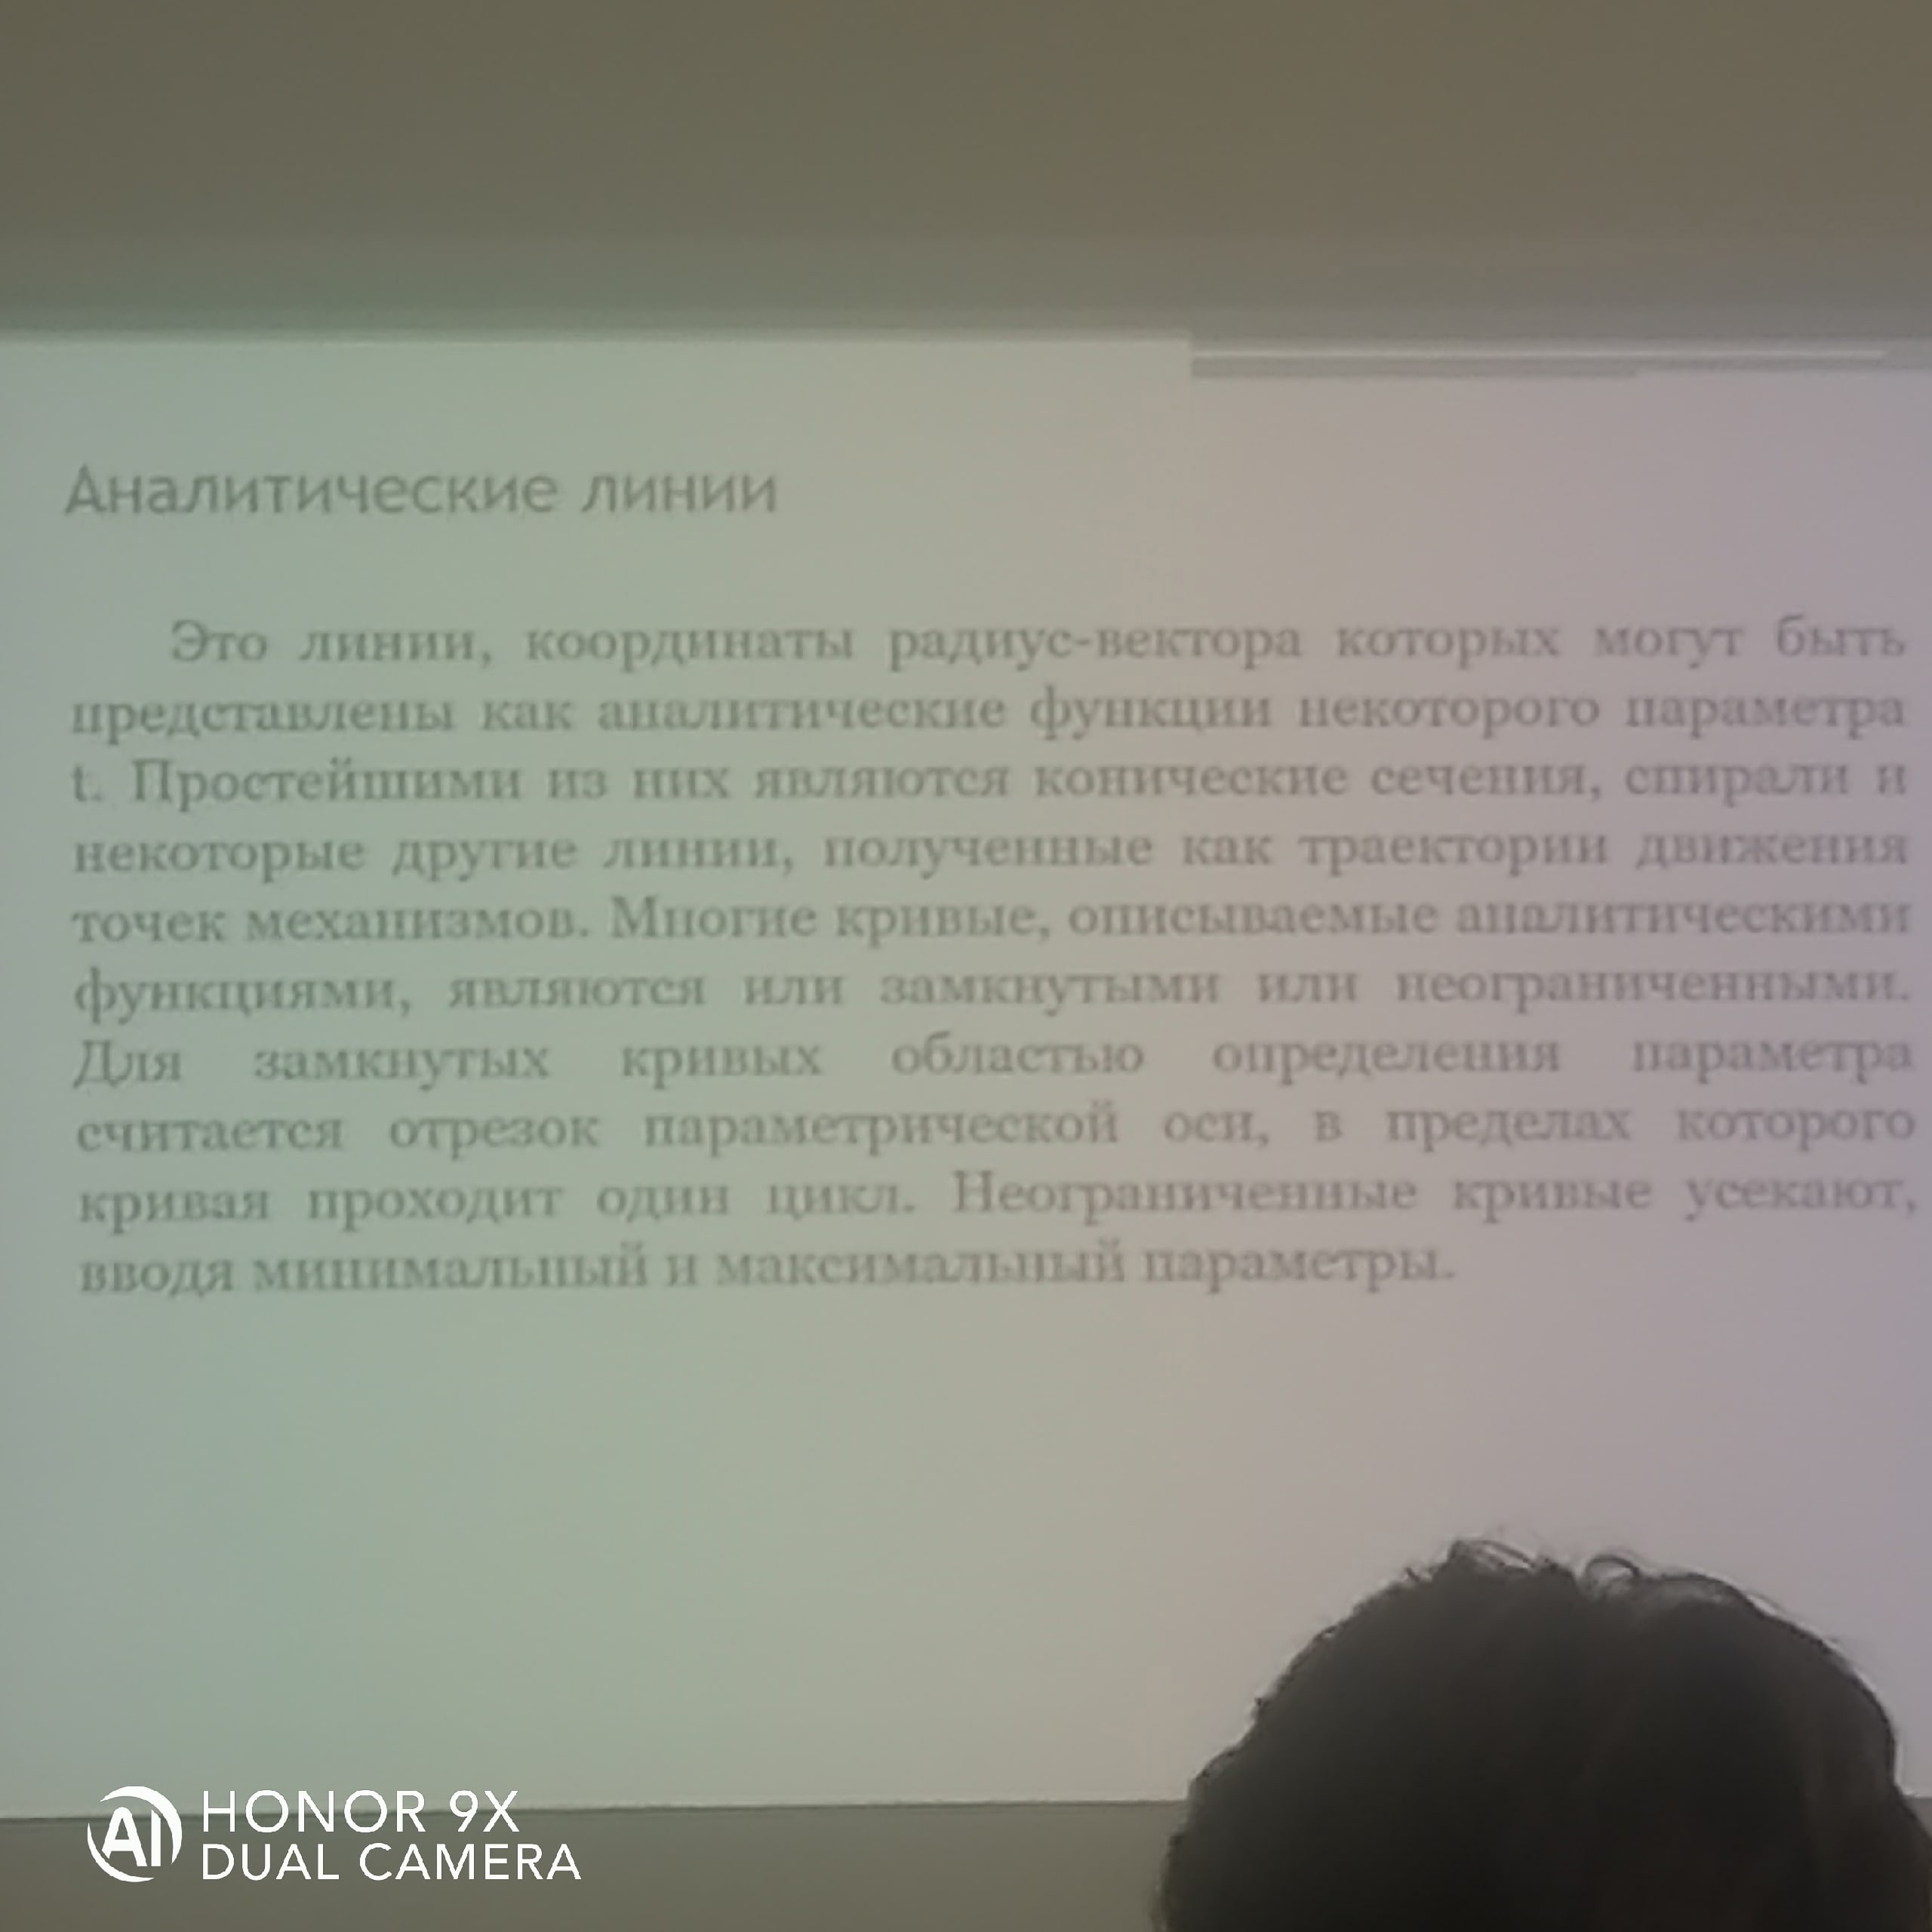 Аналитические линии
Это линии, координаты радиус-вектора которых могут быть
представлены как аналитические функции некоторого параметра
t. Простейшими из них являются конические сечения, спирали и
некоторые другие линии, полученные как траектории движения
точек механизмов. Многие кривые, описываемые аналитическими
функциями, являются или замкнутыми или неограниченными.
Для замкнутых кривых областью определения параметра
считается отрезок параметрической оси, в пределах которого
кривая проходит один цикл. Неограниченные кривые усекают,
вводя минимальный и максимальный параметры.
AI HONOR 9X
DUAL CAMERA